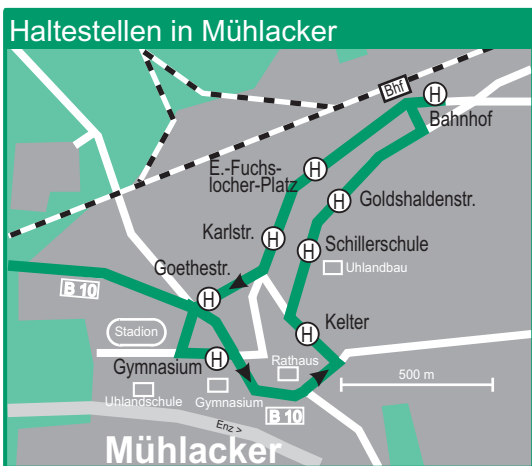 Haltestellen in Mühlacker
Bhf
H
Bahnhof
E.-Fuchs-
locher-Platz
H
H
Goldshaldenstr.
Karlstr.
H
H
Schillerschule
Uhlandbau
Goethestr.
B 10
H
H
Kelter
Stadion
Gymnasium
H
Rathaus
500 m
Uhlandschule
Gymnasium
B 10
Enz >
Mühlacker